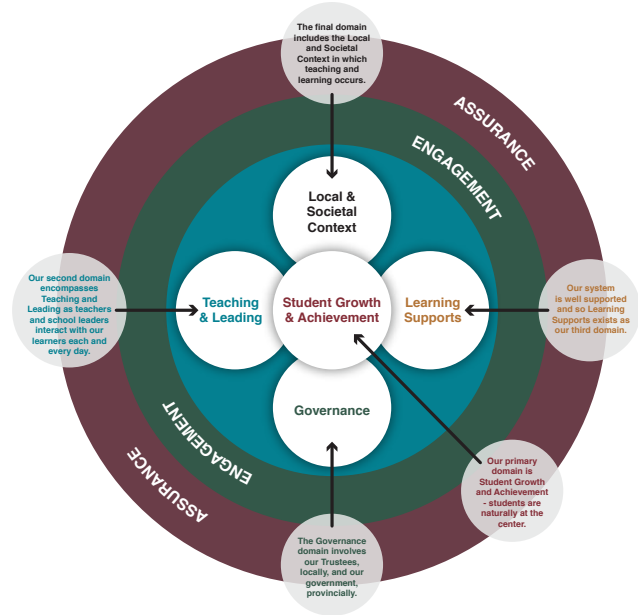 The final domain
includes the Local
and Societal
Context in which
teaching and
learning occurs.
ASSURANCE
ENGAGEMENT
Local &
Societal
Context
Our second domain
encompasses
Teaching and
Leading as teachers
and school leaders
interact with our
learners each and
every day.
Teaching
& Leading
Student Growth
& Achievement
Learning
Supports
Our system
is well supported
and so Learning
Supports exists as
our third domain.
Governance
ENGAGEMENT
ASSURANCE
Our primary
domain is
Student Growth
and Achievement
- students are
naturally at the
center.
The Governance
domain involves
our Trustees,
locally, and our
government,
provincially.